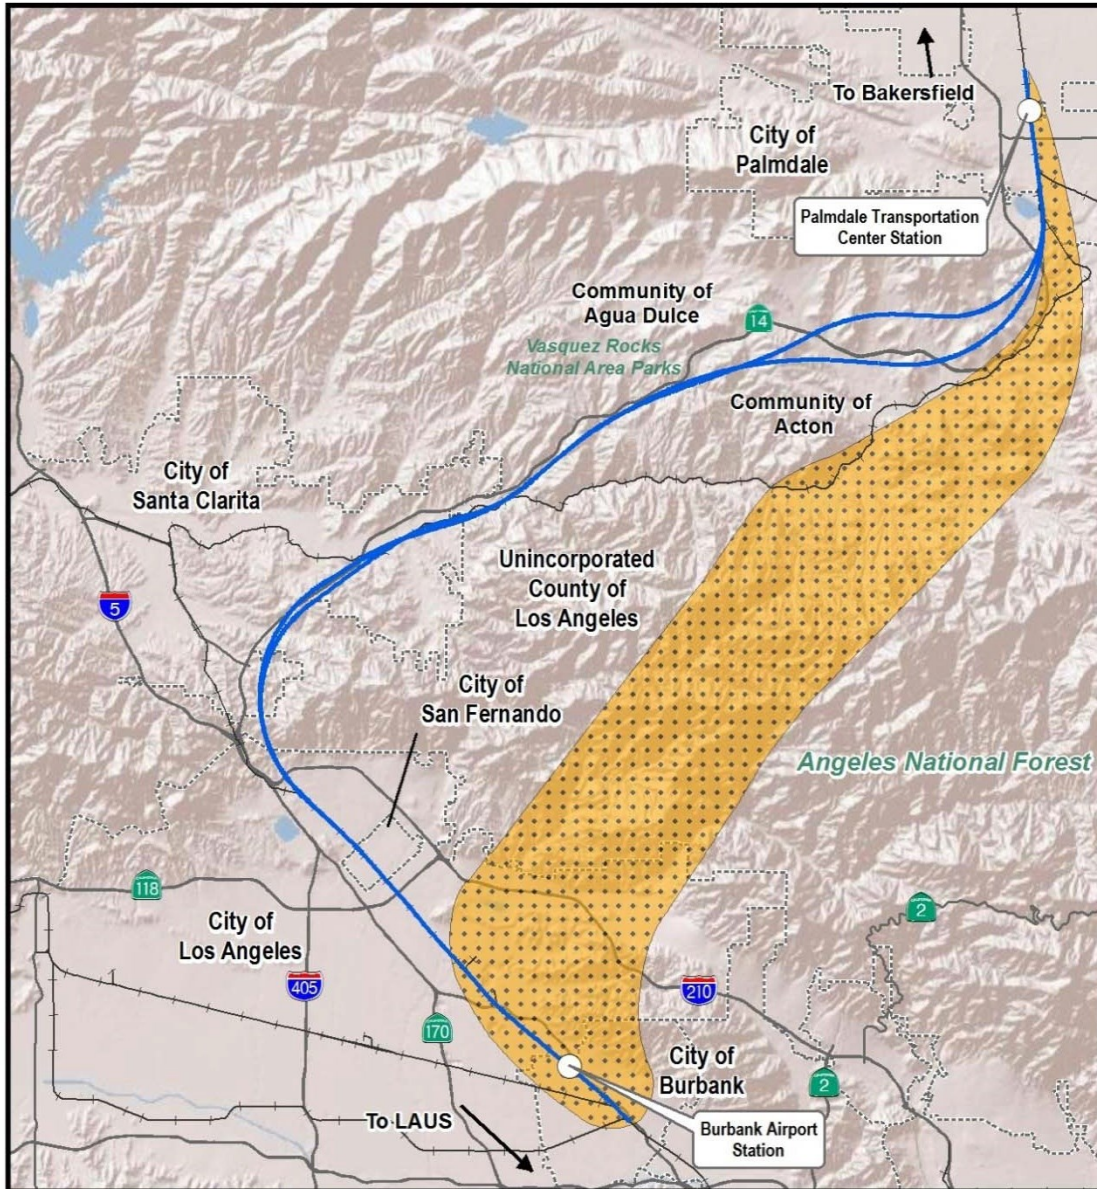 To Bakersfield
City of
Palmdale
Palmdale Transportation
Center Station
Community of
Agua Dulce
14
Vasquez Rocks
National Area Parks
Community of
Acton
City of
Santa Clarita
Unincorporated
County of
Los Angeles
5
City of
San Fernando
Angeles National Forest
118
2
City of
Los Angeles
405
210
170
City of
Burbank
2
To LAUS
Burbank Airport
Station